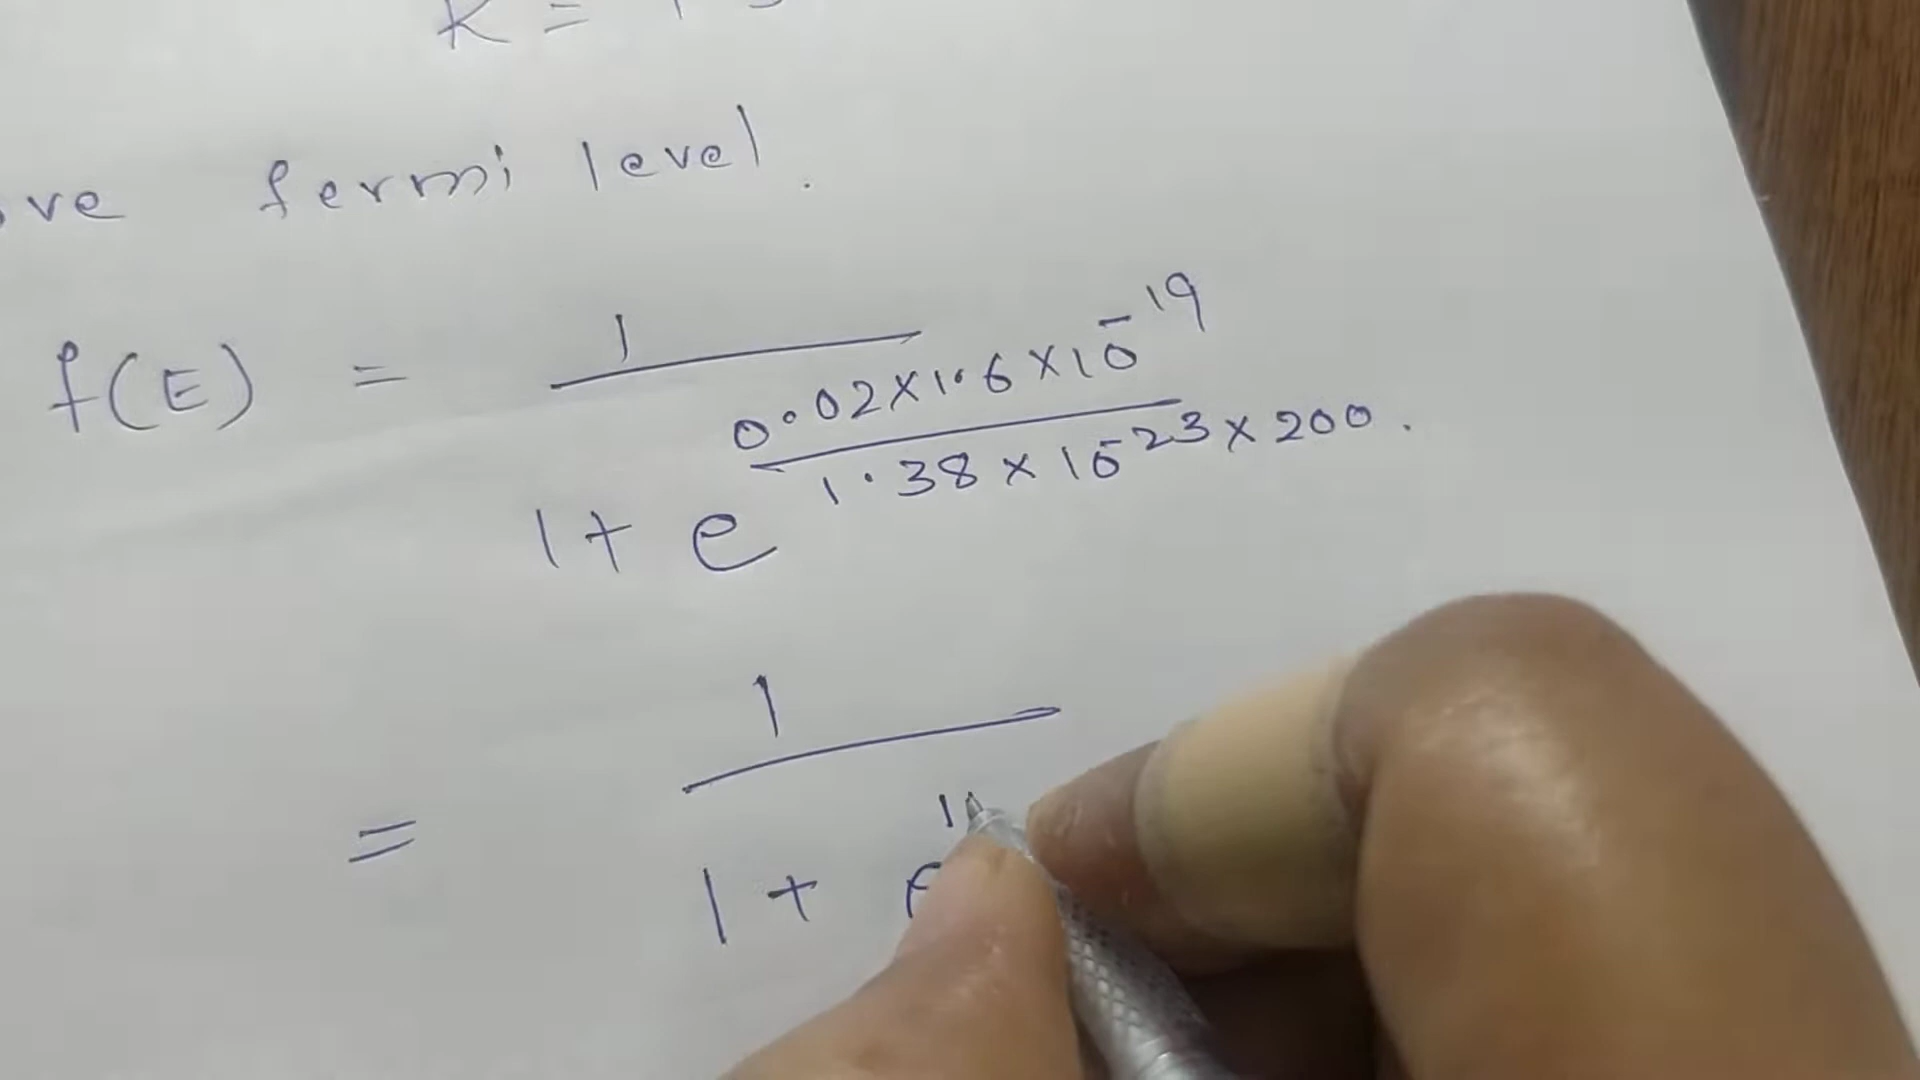 K =
ve fermi level.
f(E) = 1
0.02×1.6×10^-19
1.38×10^-23×200.
1+ e
= 1
1+ e